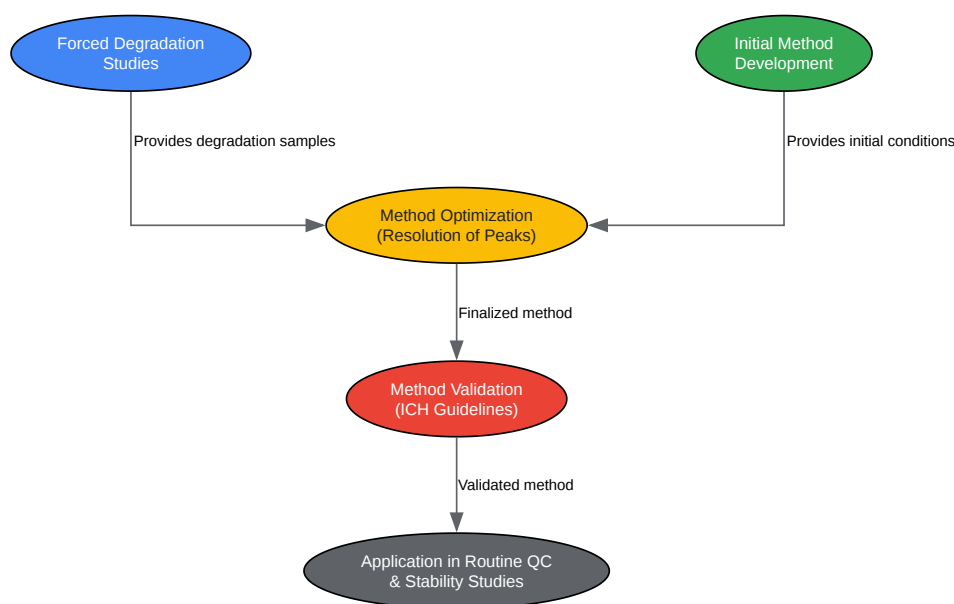 Forced Degradation
Studies
Initial Method
Development
Provides degradation samples
Provides initial conditions
Method Optimization
(Resolution of Peaks)
Finalized method
Method Validation
(ICH Guidelines)
Validated method
Application in Routine QC
& Stability Studies